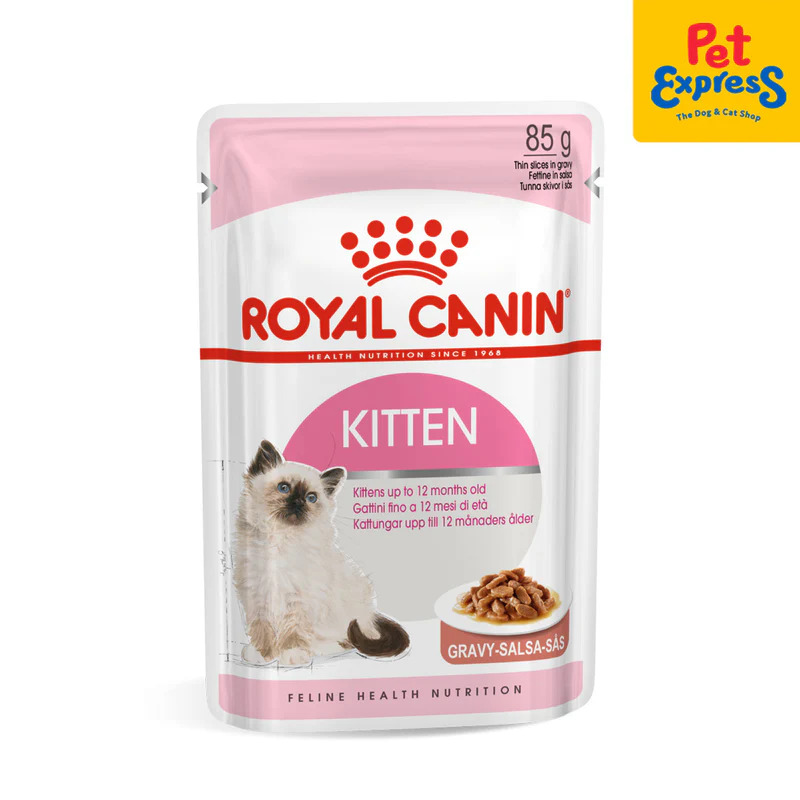 Pet
Express
The Dog & Cat Shop
85 g
Thin slices in gravy
Fettine in salsa
Tunna skivor i sås
ROYAL CANIN®
HEALTH NUTRITION SINCE 1968
KITTEN
Kittens up to 12 months old
Gattini fino a 12 mesi di età
Kattungar upp till 12 månaders ålder
GRAVY-SALSA-SÅS
FELINE HEALTH NUTRITION